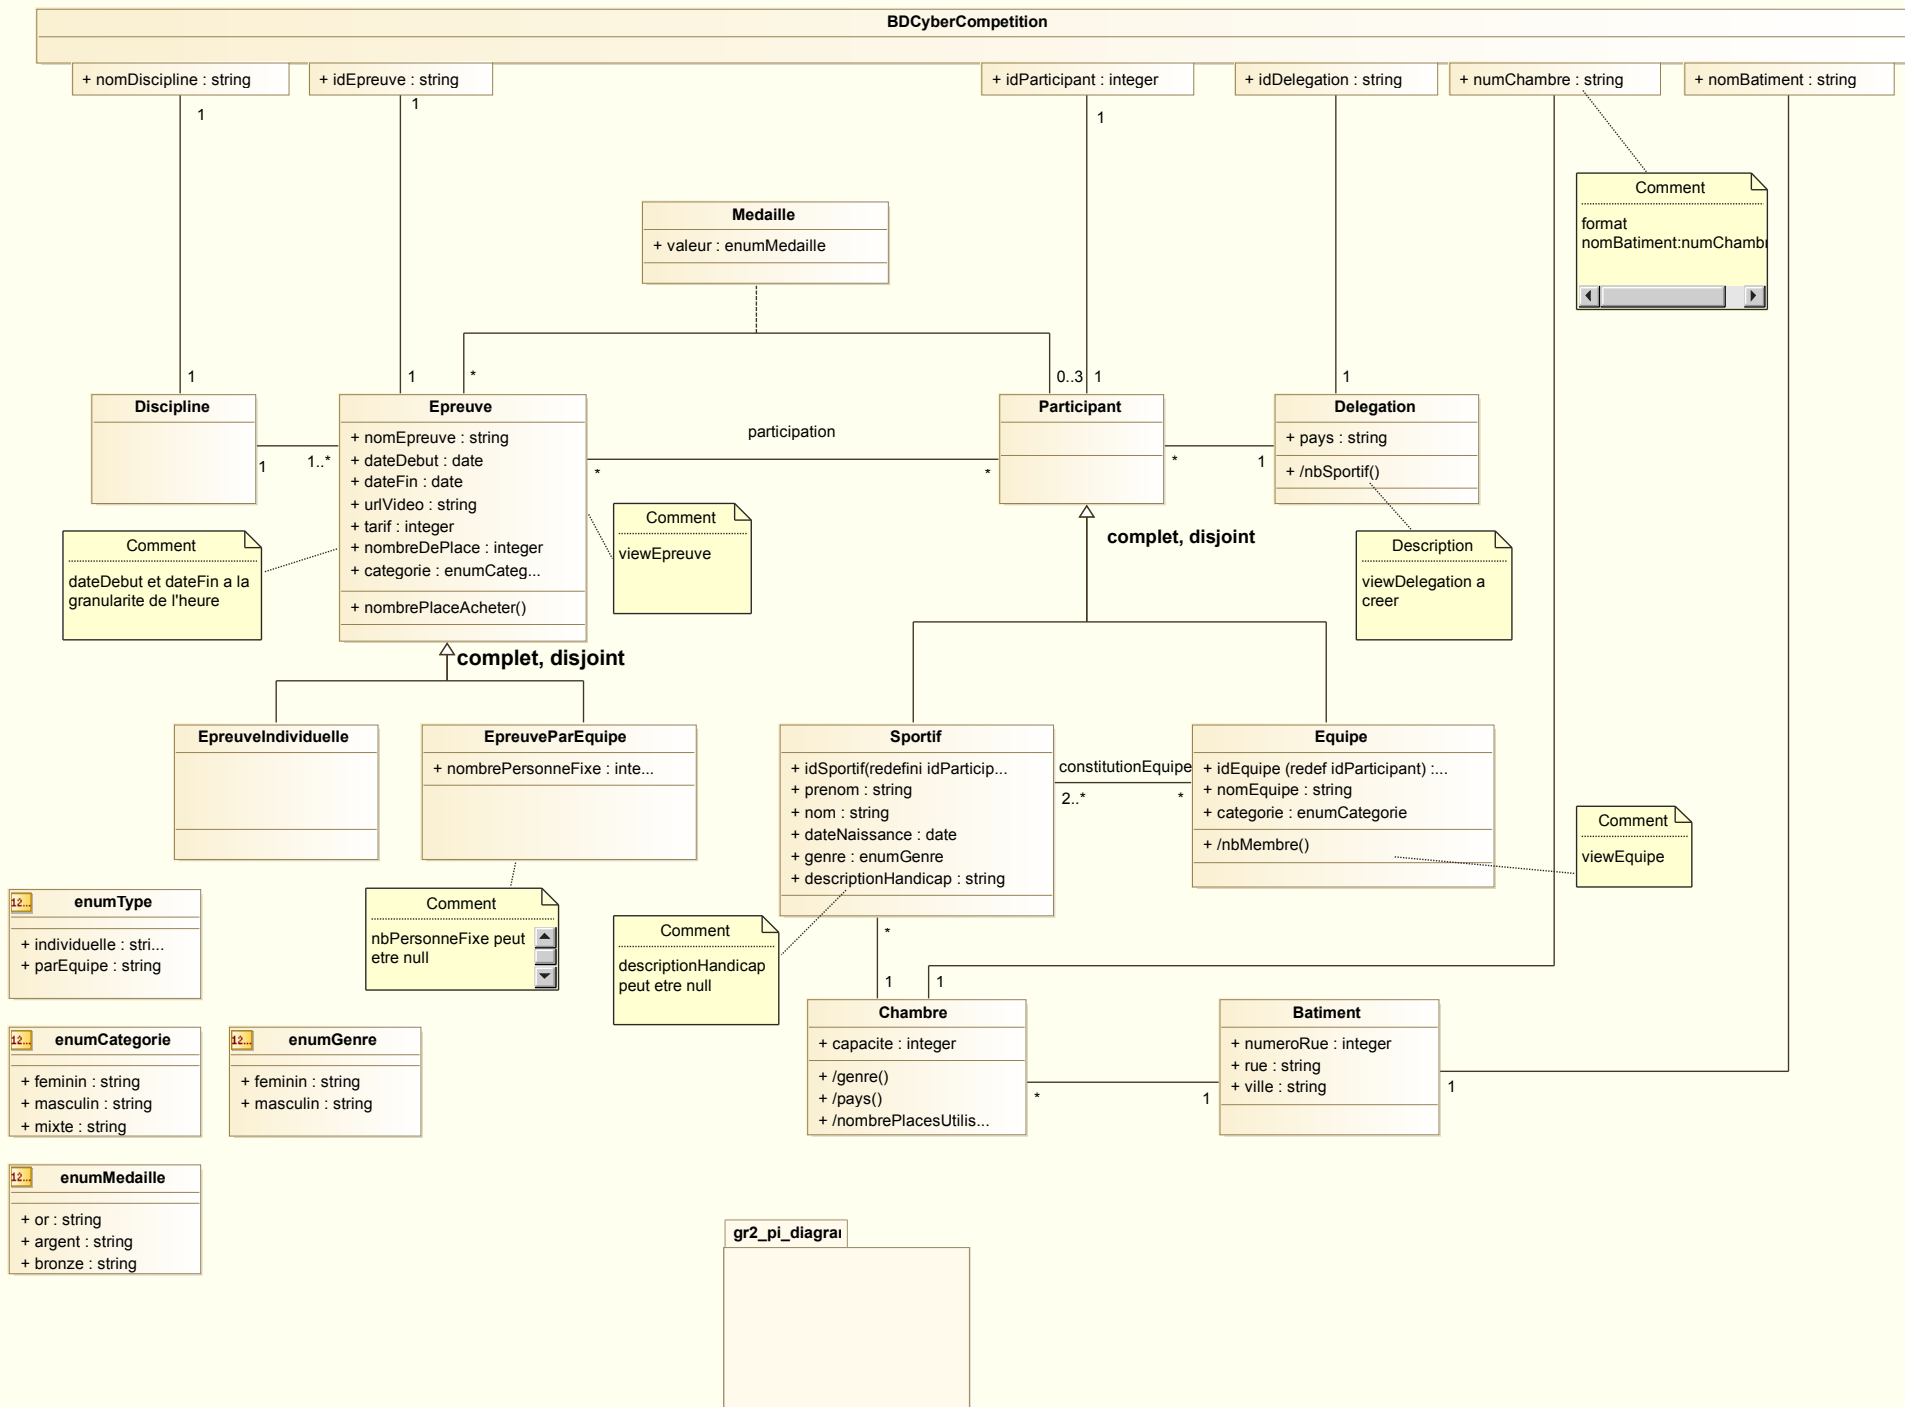 BDCyberCompetition
+ nomDiscipline : string
+ idEpreuve : string
+ idParticipant : integer
+ idDelegation : string
+ numChambre : string
+ nomBatiment : string
1
1
1
Comment
format
nomBatiment:numChambr
Medaille
+ valeur : enumMedaille
1
1
*
0..3
1
1
Discipline
Epreuve
+ nomEpreuve : string
+ dateDebut : date
+ dateFin : date
+ urlVideo : string
+ tarif : integer
+ nombreDePlace : integer
+ categorie : enumCateg...
+ nombrePlaceAcheter()
1
1..*
participation
*
*
Participant
*
1
Delegation
+ pays : string
+ /nbSportif()
Comment
dateDebut et dateFin a la
granularite de l'heure
Comment
viewEpreuve
complet, disjoint
Description
viewDelegation a
creer
complet, disjoint
EpreuveIndividuelle
EpreuveParEquipe
+ nombrePersonneFixe : inte...
Sportif
+ idSportif(redefini idParticip...
+ prenom : string
+ nom : string
+ dateNaissance : date
+ genre : enumGenre
+ descriptionHandicap : string
constitutionEquipe
2..*
*
Equipe
+ idEquipe (redef idParticipant) :...
+ nomEquipe : string
+ categorie : enumCategorie
+ /nbMembre()
Comment
viewEquipe
12...
enumType
+ individuelle : stri...
+ parEquipe : string
Comment
nbPersonneFixe peut
etre null
Comment
descriptionHandicap
peut etre null
*
1
1
Chambre
+ capacite : integer
+ /genre()
+ /pays()
+ /nombrePlacesUtilis...
*
1
Batiment
+ numeroRue : integer
+ rue : string
+ ville : string
1
12...
enumCategorie
+ feminin : string
+ masculin : string
+ mixte : string
12...
enumGenre
+ feminin : string
+ masculin : string
12...
enumMedaille
+ or : string
+ argent : string
+ bronze : string
gr2_pi_diagra